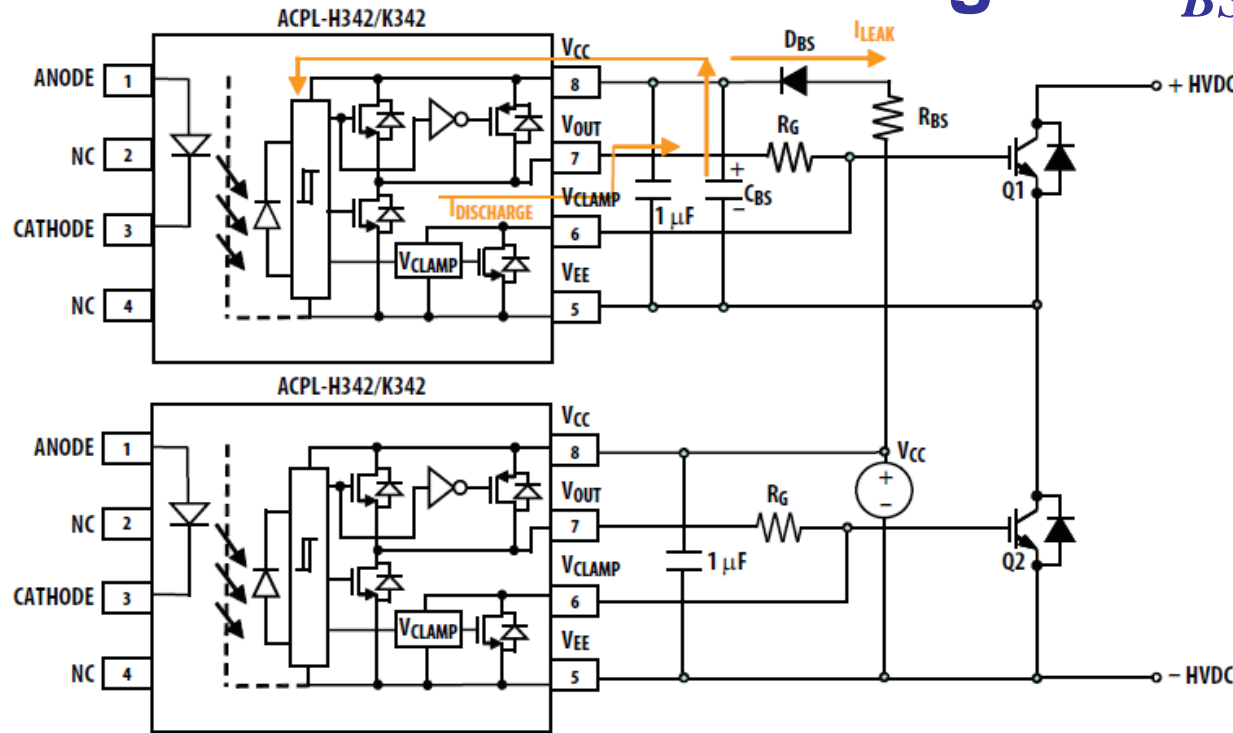 g
BS
ACPL-H342/K342
ANODE 1
NC 2
CATHODE 3
NC 4
VCC
8
VOUT
7
VCLAMP
6
VEE
5
VCLAMP
IDISCHARGE
DBS
ILEAK
RBS
RG
1 μF
+
CBS
−
Q1
+ HVDC
ACPL-H342/K342
ANODE 1
NC 2
CATHODE 3
NC 4
VCC
8
VOUT
7
VCLAMP
6
VEE
5
VCLAMP
RG
1 μF
VCC
+
−
Q2
− HVDC